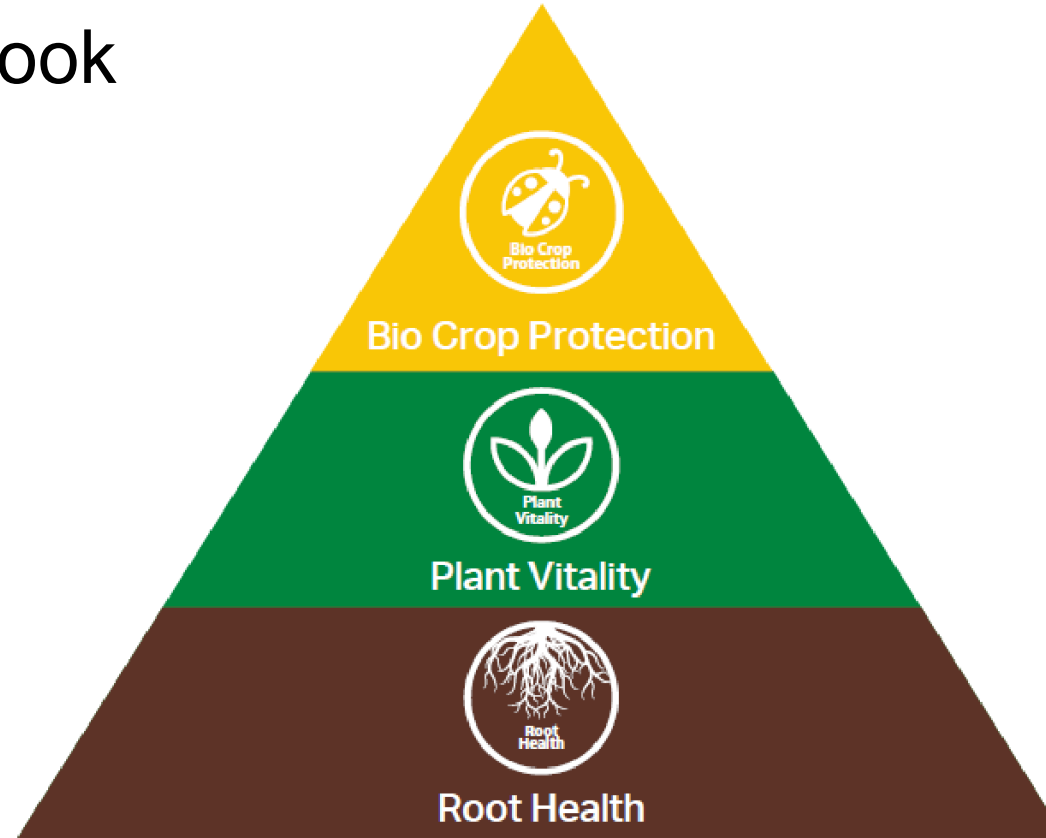 ook
Bio Crop
Protection
Bio Crop Protection
Plant
Vitality
Plant Vitality
Root
Health
Root Health